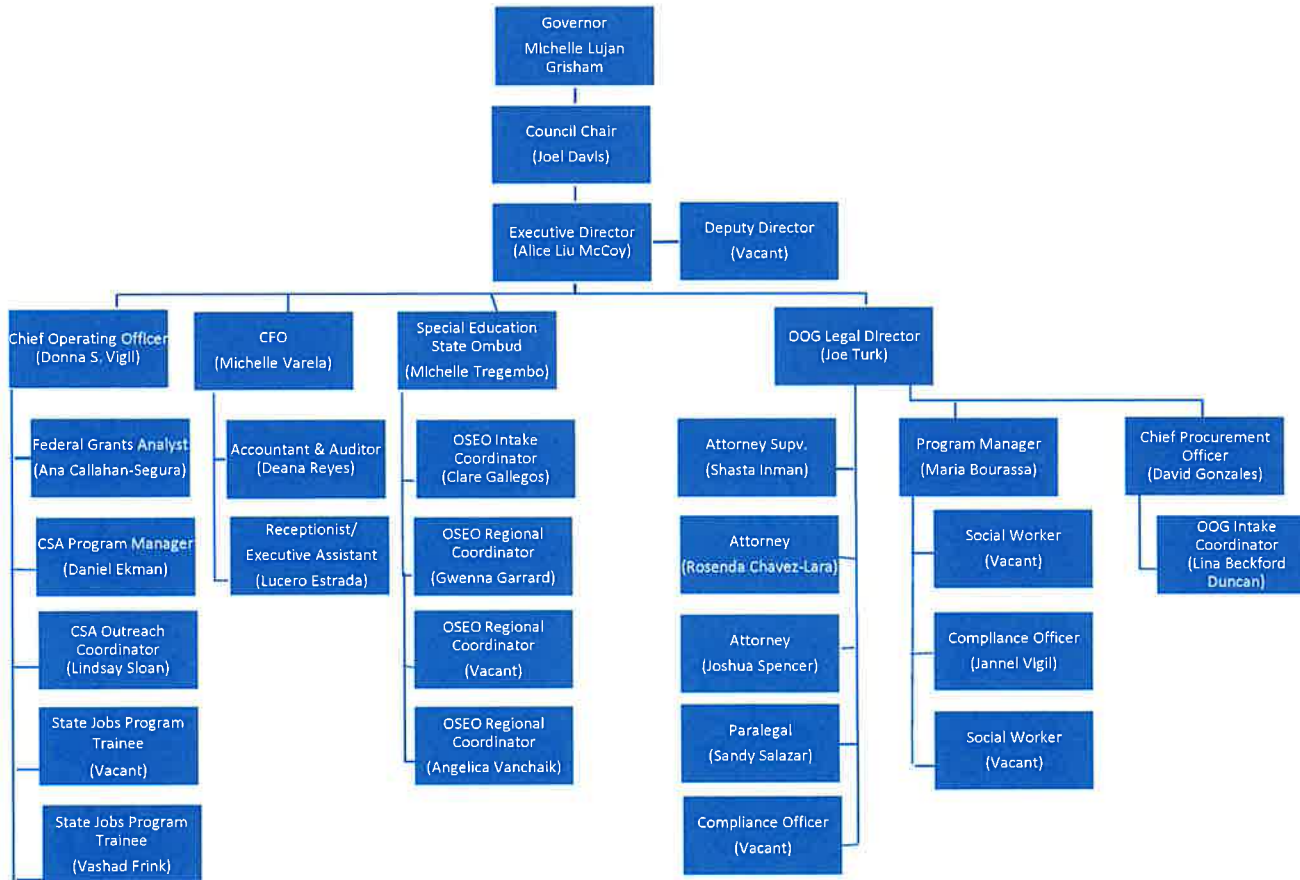 Governor
Michelle Lujan
Grisham
Council Chair
(Joel Davis)
Executive Director
(Alice Liu McCoy)
Deputy Director
(Vacant)
Chief Operating Officer
(Donna S. Vigil)
CFO
(Michelle Varela)
Special Education
State Ombud
(Michelle Tregembo)
OOG Legal Director
(Joe Turk)
Federal Grants Analyst
(Ana Callahan-Segura)
CSA Program Manager
(Daniel Ekman)
CSA Outreach
Coordinator
(Lindsay Sloan)
State Jobs Program
Trainee
(Vacant)
State Jobs Program
Trainee
(Vashad Frink)
Accountant & Auditor
(Deana Reyes)
Receptionist/
Executive Assistant
(Lucero Estrada)
OSEO Intake
Coordinator
(Clare Gallegos)
OSEO Regional
Coordinator
(Gwenna Garrard)
OSEO Regional
Coordinator
(Vacant)
OSEO Regional
Coordinator
(Angelica Vanchaik)
Attorney Supv.
(Shasta Inman)
Attorney
(Rosenda Chavez-Lara)
Attorney
(Joshua Spencer)
Paralegal
(Sandy Salazar)
Compliance Officer
(Vacant)
Program Manager
(Maria Bourassa)
Social Worker
(Vacant)
Compliance Officer
(Jannel Vigil)
Social Worker
(Vacant)
Chief Procurement
Officer
(David Gonzales)
OOG Intake
Coordinator
(Lina Beckford
Duncan)